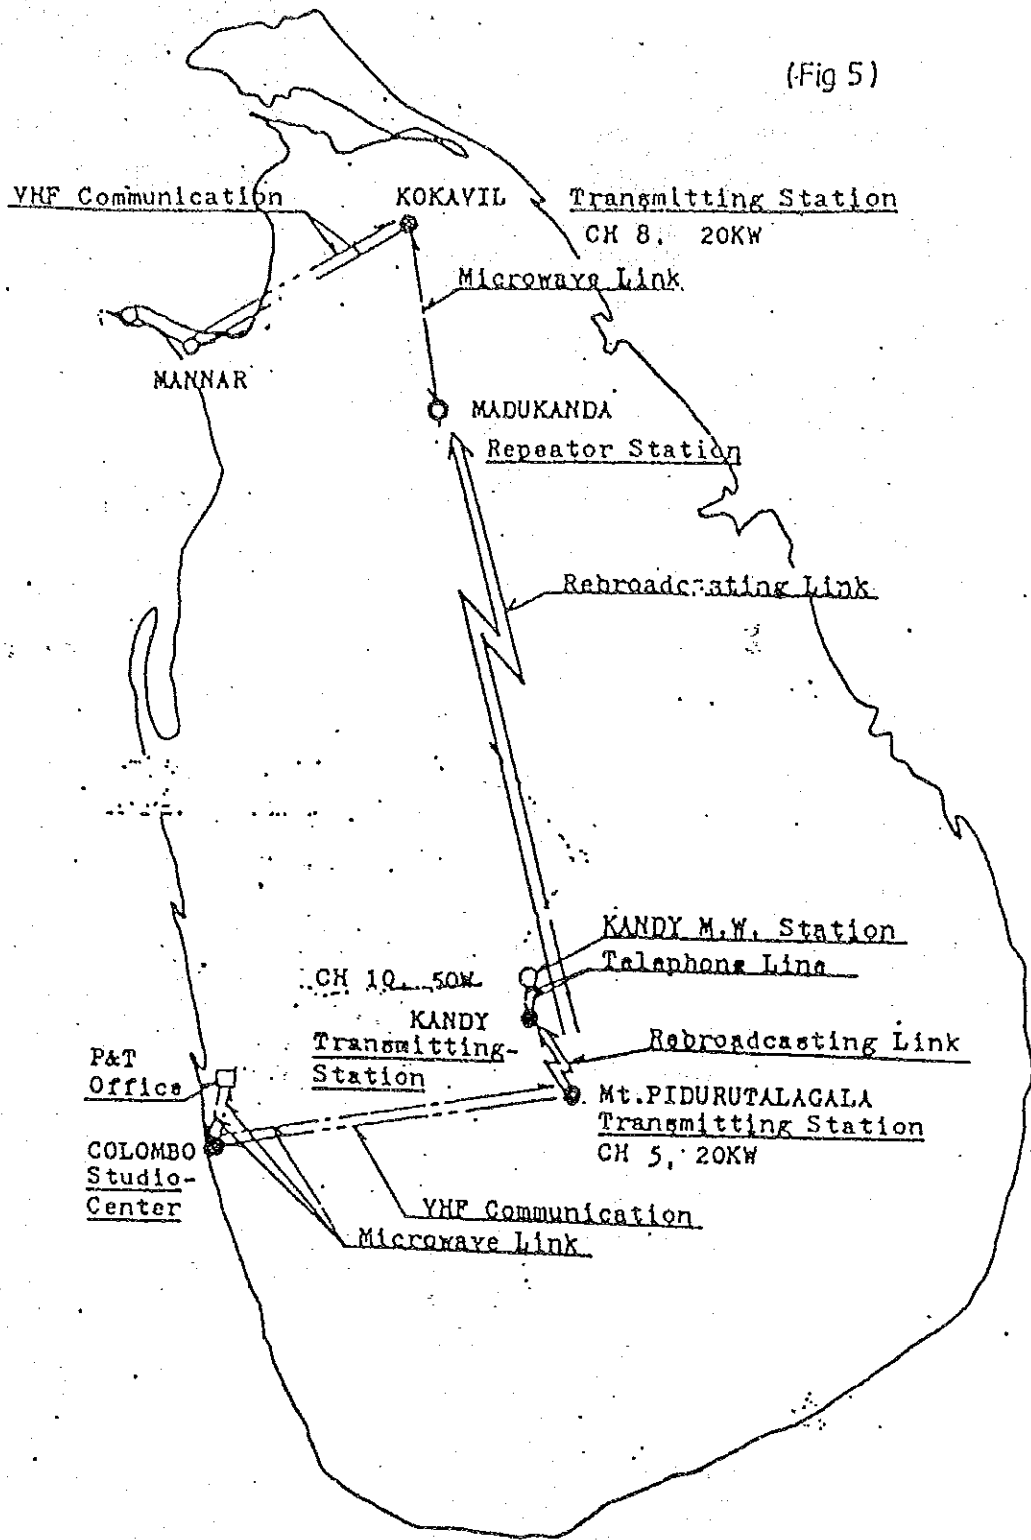 (Fig 5)
VHF Communication
KOKAVIL
Transmitting Station
CH 8, 20KW
Microwave Link
MANNAR
MADUKANDA
Repeator Station
Rebroadcasting Link
KANDY M.W. Station
Telephone Line
CH 10, 50W
KANDY
Transmitting-
Station
Rebroadcasting Link
P&T
Office
Mt.PIDURUTALAGALA
Transmitting Station
CH 5, 20KW
COLOMBO
Studio-
Center
VHF Communication
Microwave Link